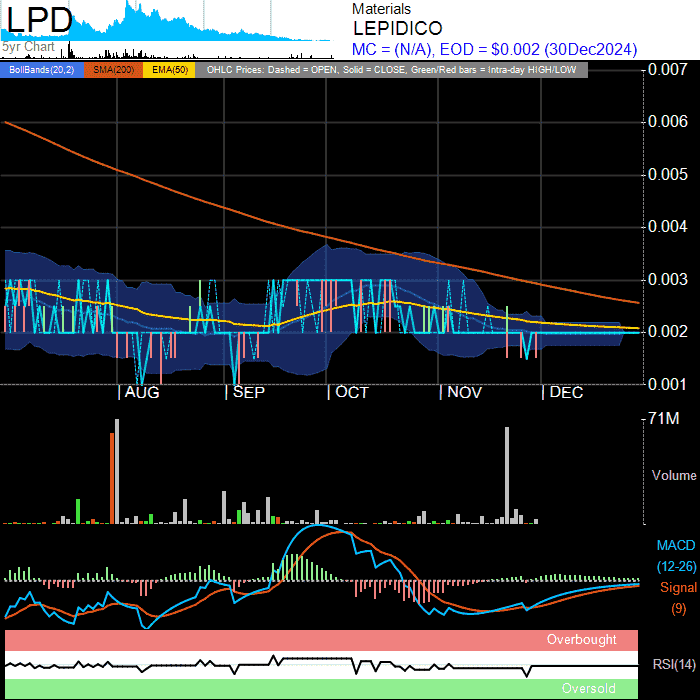 LPD
5yr Chart
Materials
LEPIDICO
MC = (N/A), EOD = $0.002 (30Dec2024)
BollBands(20,2) SMA(200) EMA(50) OHLC Prices: Dashed = OPEN, Solid = CLOSE, Green/Red bars = Intra-day HIGH/LOW
0.007
0.006
0.005
0.004
0.003
0.002
0.001
| AUG | SEP | OCT | NOV | DEC
71M
Volume
MACD
(12-26)
Signal
(9)
Overbought
RSI(14)
Oversold